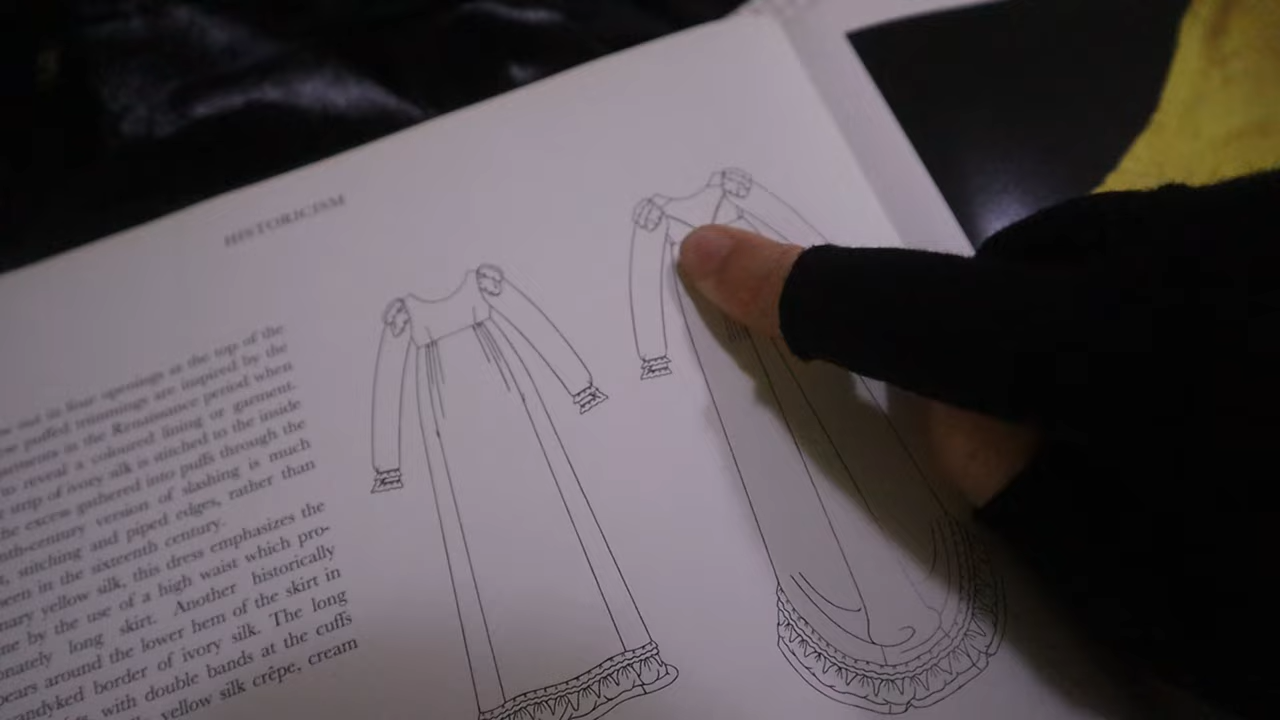 HISTORICISM
and in four openings at the top of the
puffed trimmings are inspired by the
garments in the Renaissance period when
to reveal a coloured lining or garment.
strip of ivory silk is stitched to the inside
the excess gathered into puffs through the
version of slashing is much
stitching and piped edges, rather than
seen in the sixteenth century.
yellow silk, this dress emphasizes the
by the use of a high waist which pro-
long skirt. Another historically
around the lower hem of the skirt in
vandyked border of ivory silk. The long
with double bands at the cuffs
yellow silk crêpe, cream